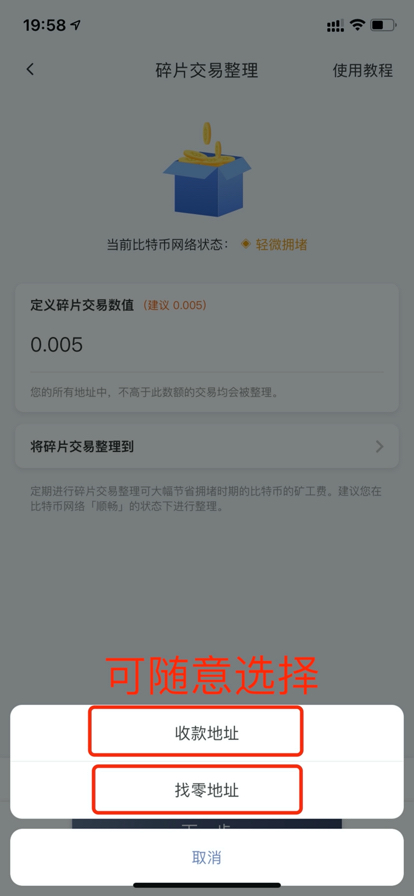 19:58
碎片交易整理
使用教程
当前比特币网络状态： 轻微拥堵
定义碎片交易数值（建议 0.005）
0.005
您的所有地址中，不高于此数额的交易均会被整理。
将碎片交易整理到
定期进行碎片交易整理可大幅节省拥堵时期的比特币的矿工费。建议您在
比特币网络「顺畅」的状态下进行整理。
可随意选择
收款地址
找零地址
下一步
取消